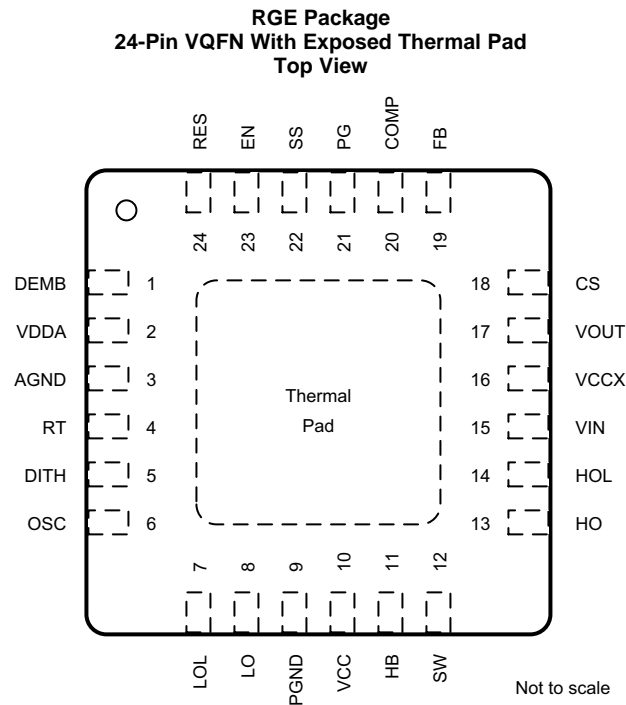 RGE Package
24-Pin VQFN With Exposed Thermal Pad
Top View
RES
EN
SS
PG
COMP
FB
24
23
22
21
20
19
DEMB 1
VDDA 2
AGND 3
RT 4
DITH 5
OSC 6
Thermal
Pad
18 CS
17 VOUT
16 VCCX
15 VIN
14 HOL
13 HO
7
8
9
10
11
12
LOL
LO
PGND
VCC
HB
SW
Not to scale